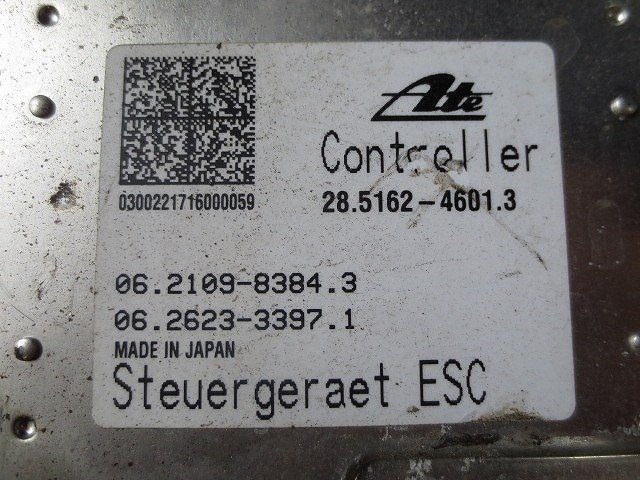 Ate
Controller
0300221716000059
28.5162-4601.3
06.2109-8384.3
06.2623-3397.1
MADE IN JAPAN
Steuergeraet ESC